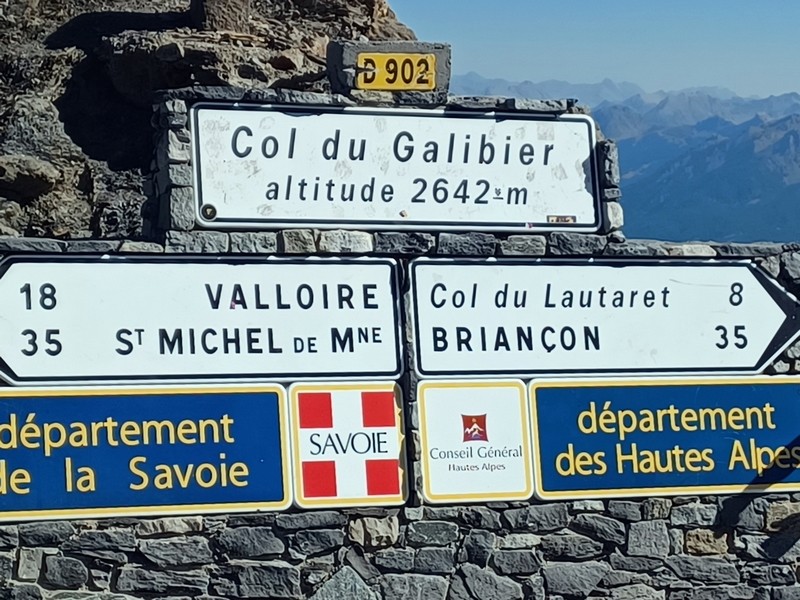 D 902
Col du Galibier
altitude 2642 m
18 VALLOIRE
35 ST MICHEL DE MNE
Col du Lautaret 8
BRIANÇON 35
département
de la Savoie
SAVOIE
Conseil Général
Hautes Alpes
département
des Hautes Alpes